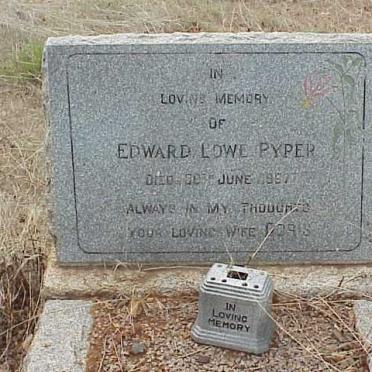 IN
LOVING MEMORY
OF
EDWARD LOWE PYPER
DIED 30TH JUNE 1967
ALWAYS IN MY THOUGHTS
YOUR LOVING WIFE DORIS
IN
LOVING
MEMORY